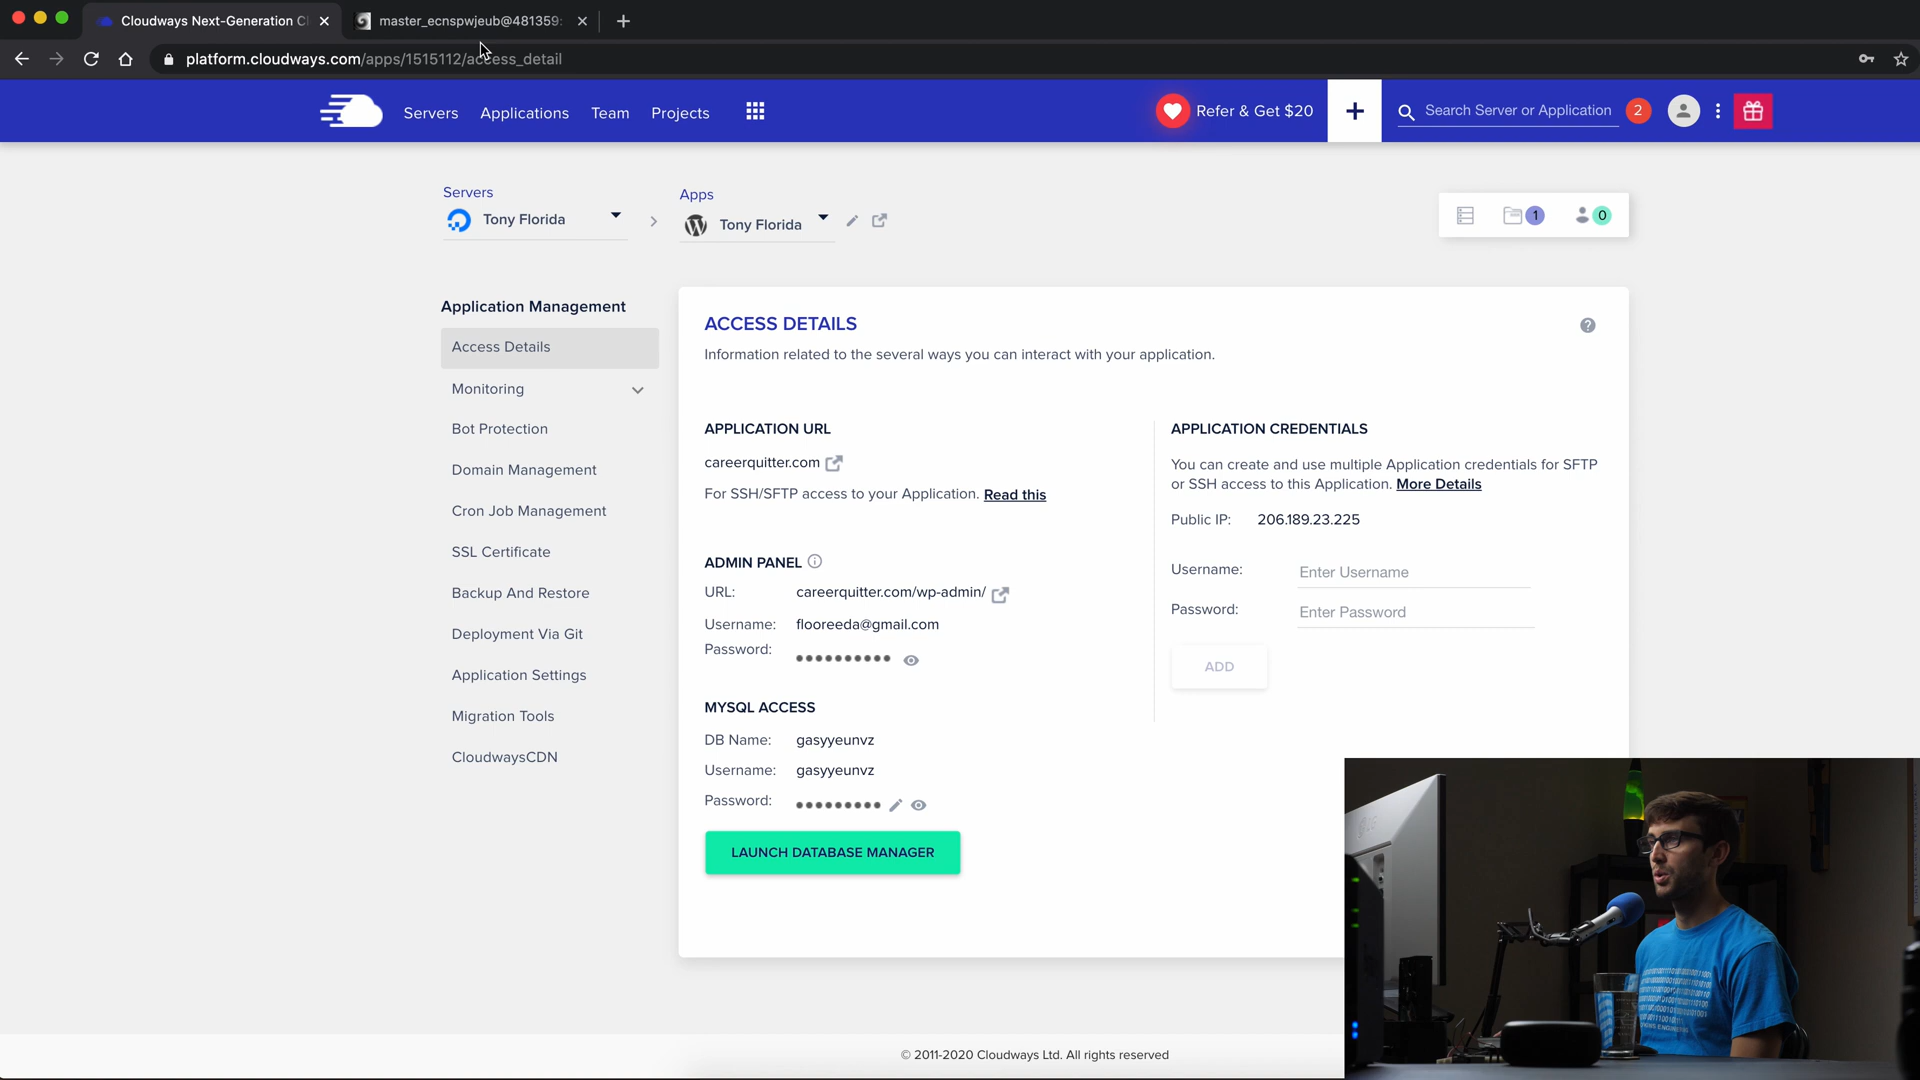 Cloudways Next-Generation Cl
master_ecnspwjeub@481359:
platform.cloudways.com/apps/1515112/access_detail
Servers
Applications
Team
Projects
Refer & Get $20
+
Search Server or Application
2
Servers
Tony Florida
Apps
Tony Florida
1
0
Application Management
Access Details
Monitoring
Bot Protection
Domain Management
Cron Job Management
SSL Certificate
Backup And Restore
Deployment Via Git
Application Settings
Migration Tools
CloudwaysCDN
ACCESS DETAILS
Information related to the several ways you can interact with your application.
APPLICATION URL
careerquitter.com
For SSH/SFTP access to your Application. Read this
ADMIN PANEL
URL: careerquitter.com/wp-admin/
Username: flooreeda@gmail.com
Password: ••••••••••
MYSQL ACCESS
DB Name: gasyyeunvz
Username: gasyyeunvz
Password: •••••••••
LAUNCH DATABASE MANAGER
APPLICATION CREDENTIALS
You can create and use multiple Application credentials for SFTP
or SSH access to this Application. More Details
Public IP: 206.189.23.225
Username: Enter Username
Password: Enter Password
ADD
© 2011-2020 Cloudways Ltd. All rights reserved